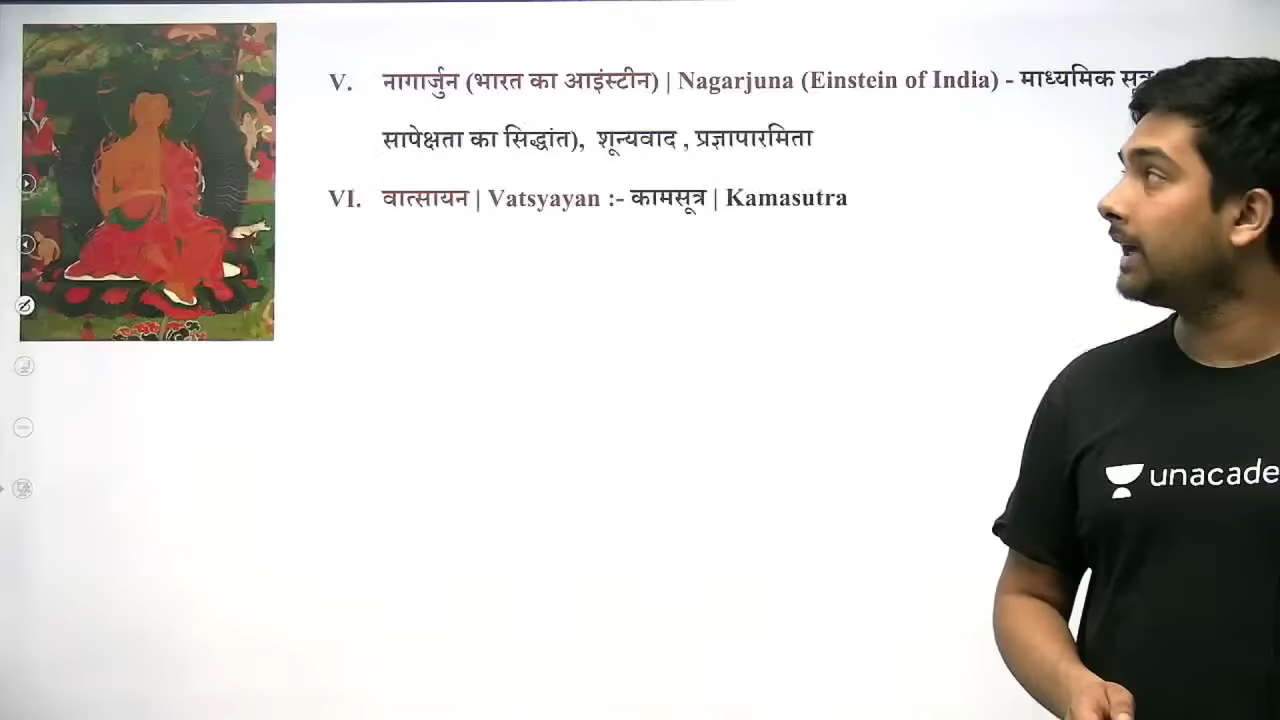 V. नागार्जुन (भारत का आइंस्टीन) | Nagarjuna (Einstein of India) - माध्यमिक सूत्र
सापेक्षता का सिद्धांत), शून्यवाद , प्रज्ञापारमिता
VI. वात्सायन | Vatsyayan :- कामसूत्र | Kamasutra
unacade